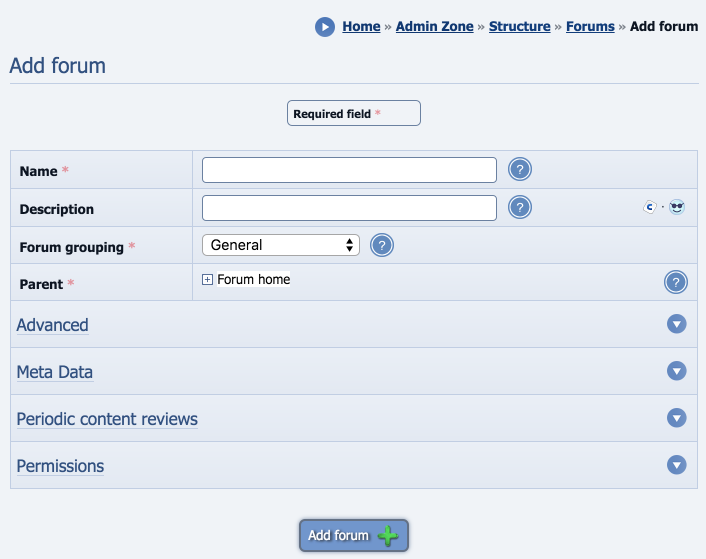 Home » Admin Zone » Structure » Forums » Add forum
Add forum
Required field *
Name *
?
Description
?
c ·
Forum grouping *
General
?
Parent *
Forum home
?
Advanced
Meta Data
Periodic content reviews
Permissions
Add forum